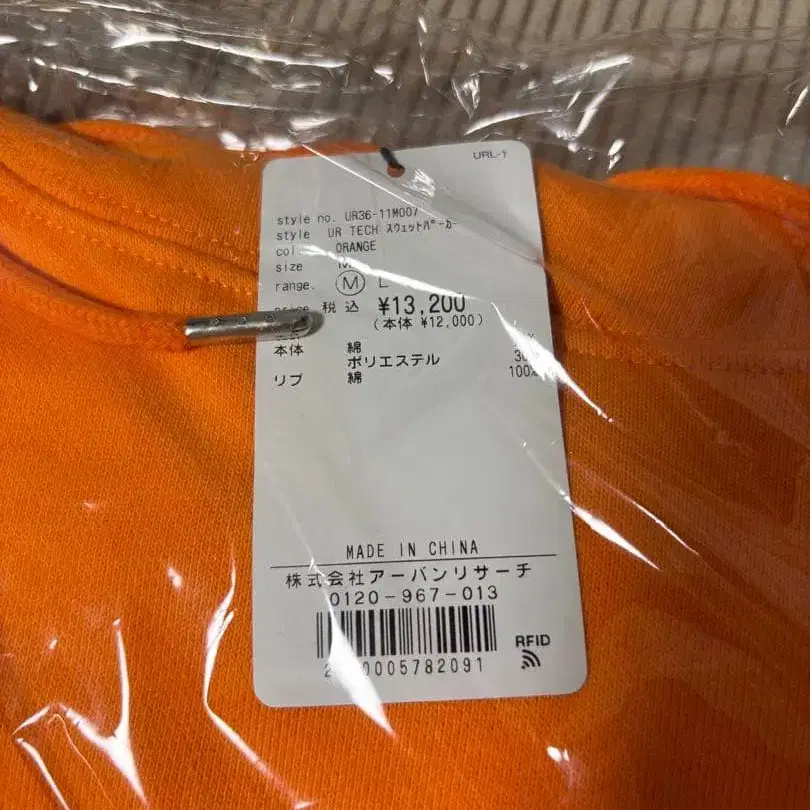 URL-1
style no. UR36-11M007
style UR TECH スウェットパーカー
col. ORANGE
size M
range. M L
税込 ¥13,200
(本体 ¥12,000)
本体 綿
ポリエステル
リブ 綿 100%
MADE IN CHINA
株式会社アーバンリサーチ
0120-967-013
0005782091
RFID